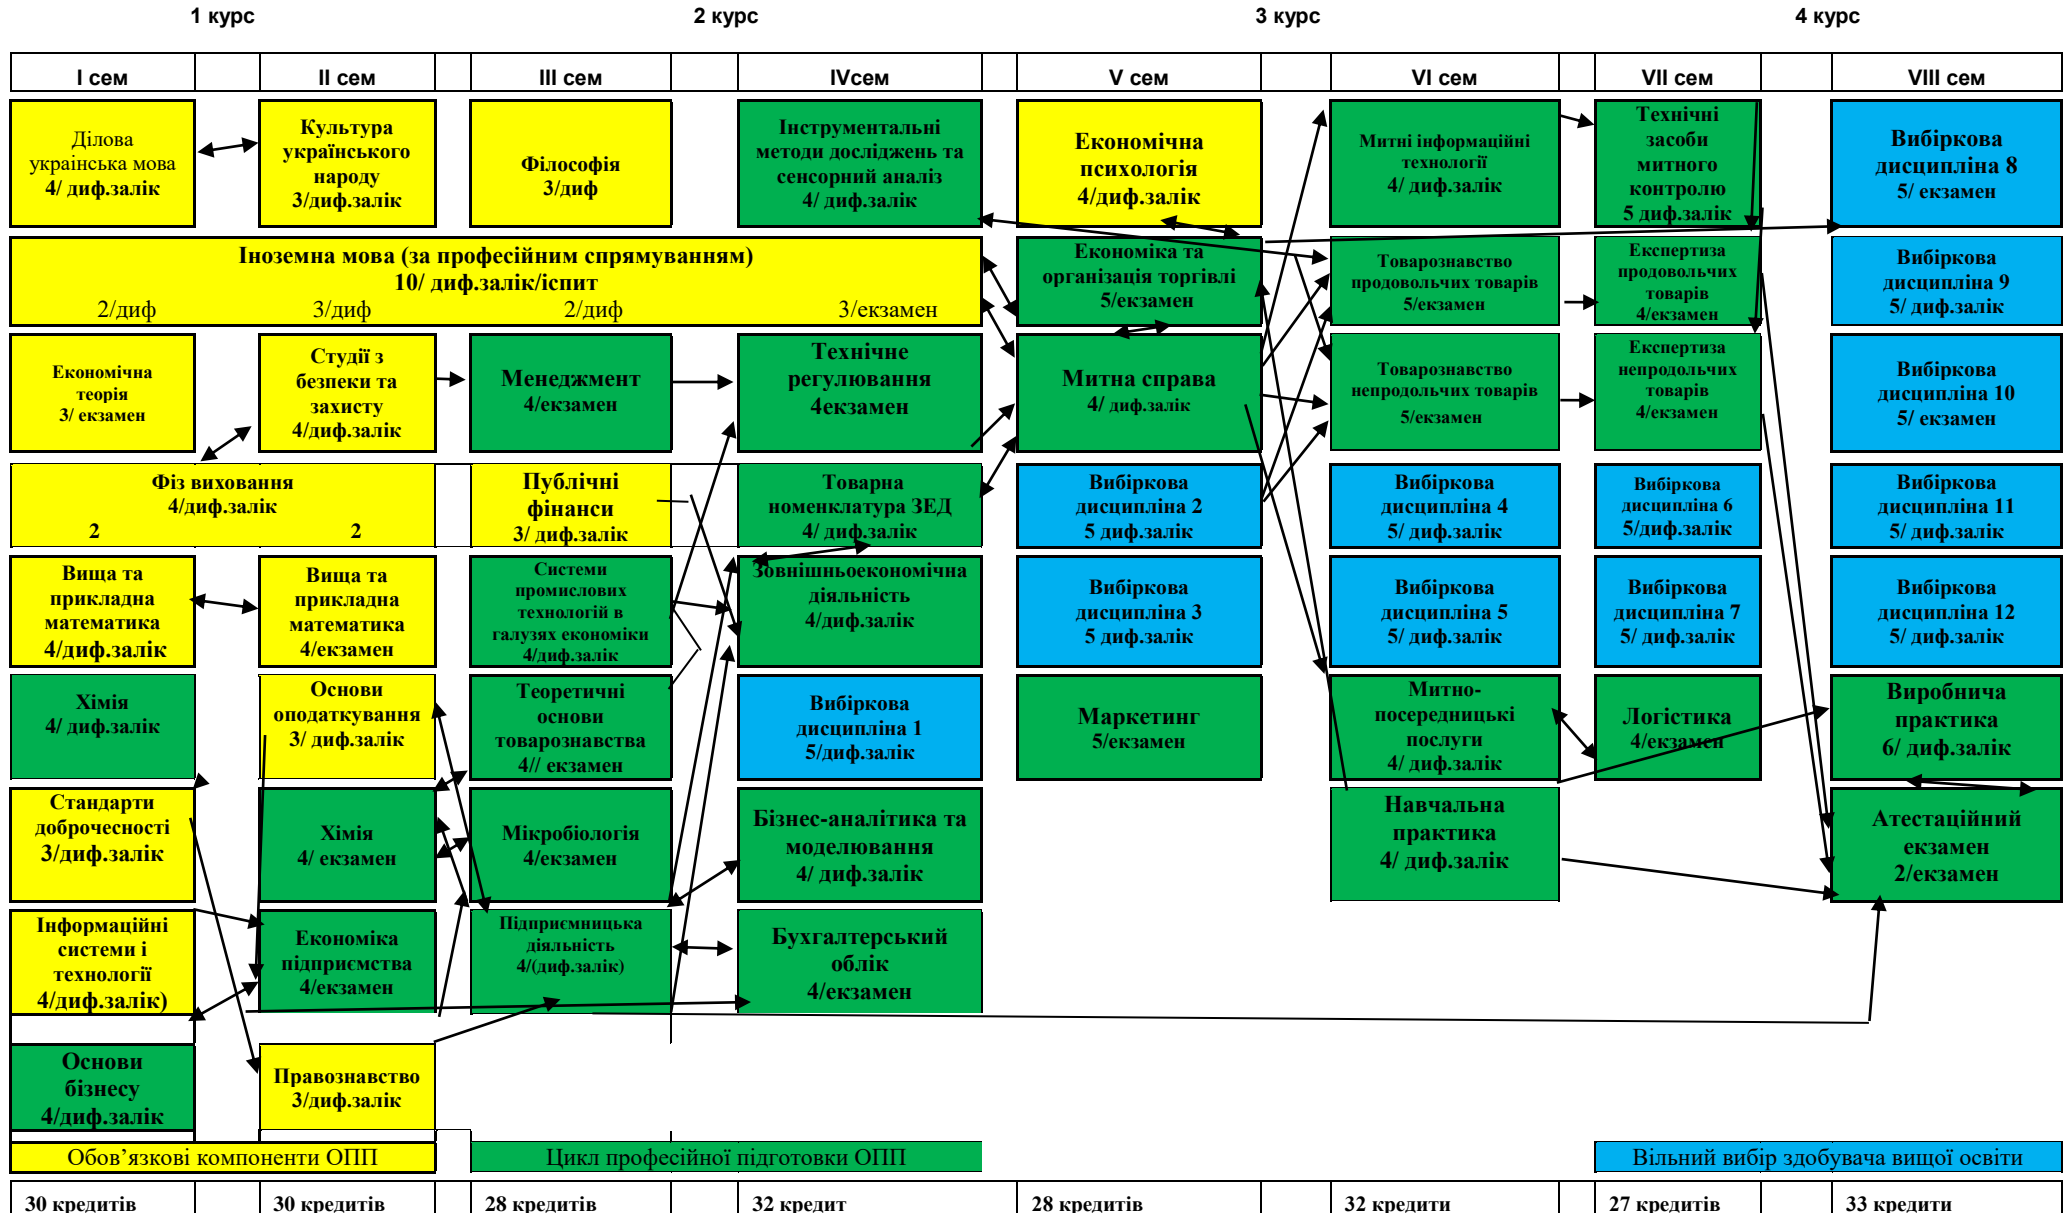 1 курс
2 курс
3 курс
4 курс
I сем
II сем
III сем
IVсем
V сем
VI сем
VII сем
VIII сем
Ділова
українська мова
4/ диф.залік
Культура
українського
народу
3/диф.залік
Філософія
3/диф
Інструментальні
методи досліджень та
сенсорний аналіз
4/ диф.залік
Економічна
психологія
4/диф.залік
Митні інформаційні
технології
4/ диф.залік
Технічні
засоби
митного
контролю
5 диф.залік
Вибіркова
дисципліна 8
5/ екзамен
Іноземна мова (за професійним спрямуванням)
10/ диф.залік/іспит
2/диф
3/диф
2/диф
3/екзамен
Економіка та
організація торгівлі
5/екзамен
Товарознавство
продовольчих товарів
5/екзамен
Експертиза
продовольчих
товарів
4/екзамен
Вибіркова
дисципліна 9
5/ диф.залік
Економічна
теорія
3/ екзамен
Студії з
безпеки та
захисту
4/диф.залік
Менеджмент
4/екзамен
Технічне
регулювання
4екзамен
Митна справа
4/ диф.залік
Товарознавство
непродольчих товарів
5/екзамен
Експертиза
непродольчих
товарів
4/екзамен
Вибіркова
дисципліна 10
5/ екзамен
Фіз виховання
4/диф.залік
2
2
Публічні
фінанси
3/ диф.залік
Товарна
номенклатура ЗЕД
4/ диф.залік
Вибіркова
дисципліна 2
5 диф.залік
Вибіркова
дисципліна 4
5/ диф.залік
Вибіркова
дисципліна 6
5/диф.залік
Вибіркова
дисципліна 11
5/ диф.залік
Вища та
прикладна
математика
4/диф.залік
Вища та
прикладна
математика
4/екзамен
Системи
промислових
технологій в
галузях економіки
4/диф.залік
Зовнішньоекономічна
діяльність
4/диф.залік
Вибіркова
дисципліна 3
5 диф.залік
Вибіркова
дисципліна 5
5/ диф.залік
Вибіркова
дисципліна 7
5/ диф.залік
Вибіркова
дисципліна 12
5/ диф.залік
Хімія
4/ диф.залік
Основи
оподаткування
3/ диф.залік
Теоретичні
основи
товарознавства
4// екзамен
Вибіркова
дисципліна 1
5/диф.залік
Маркетинг
5/екзамен
Митно-
посередницькі
послуги
4/ диф.залік
Логістика
4/екзамен
Виробнича
практика
6/ диф.залік
Стандарти
доброчесності
3/диф.залік
Хімія
4/ екзамен
Мікробіологія
4/екзамен
Бізнес-аналітика та
моделювання
4/ диф.залік
Навчальна
практика
4/ диф.залік
Атестаційний
екзамен
2/екзамен
Інформаційні
системи і
технології
4/диф.залік)
Економіка
підприємства
4/екзамен
Підприємницька
діяльність
4/(диф.залік)
Бухгалтерський
облік
4/екзамен
Основи
бізнесу
4/диф.залік
Правознавство
3/диф.залік
Обов’язкові компоненти ОПП
Цикл професійної підготовки ОПП
Вільний вибір здобувача вищої освіти
30 кредитів
30 кредитів
28 кредитів
32 кредит
28 кредитів
32 кредити
27 кредитів
33 кредити